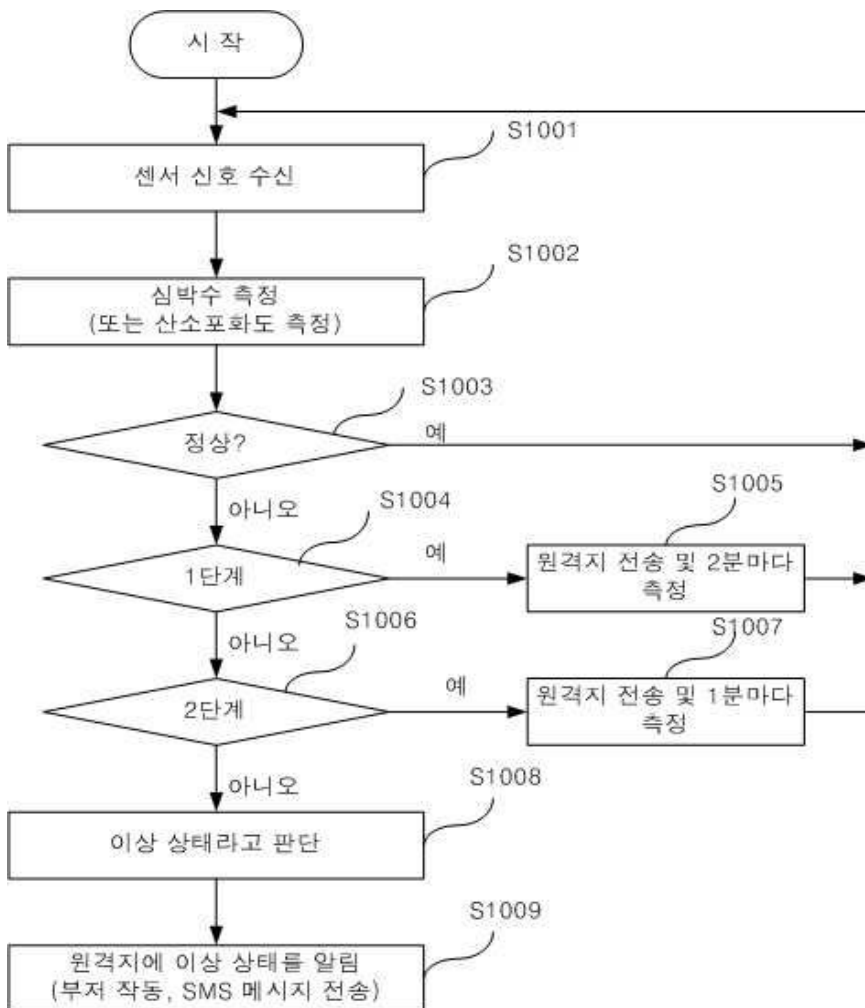 시 작
S1001
센서 신호 수신
S1002
심박수 측정
(또는 산소포화도 측정)
S1003
정상?
예
아니오
S1004
1단계
예
S1005
원격지 전송 및 2분마다
측정
아니오
S1006
2단계
예
S1007
원격지 전송 및 1분마다
측정
아니오
S1008
이상 상태라고 판단
S1009
원격지에 이상 상태를 알림
(부저 작동, SMS 메시지 전송)